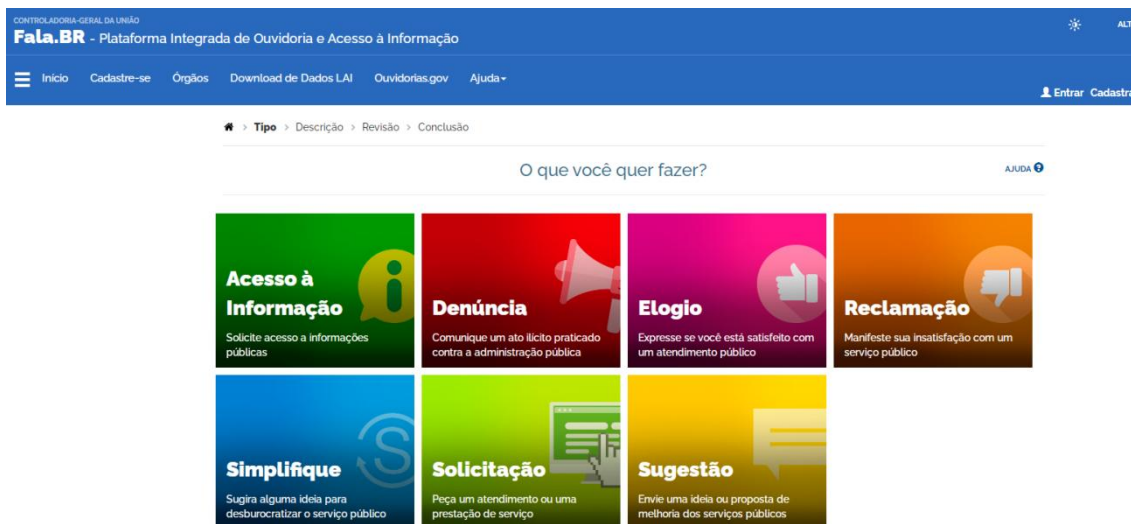 CONTROLADORIA-GERAL DA UNIÃO
Fala.BR - Plataforma Integrada de Ouvidoria e Acesso à Informação
Início Cadastre-se Órgãos Download de Dados LAI Ouvidorias.gov Ajuda
Entrar
> Tipo > Descrição > Revisão > Conclusão
O que você quer fazer?
AJUDA
Acesso à
Informação
Solicite acesso a informações
públicas
Denúncia
Comunique um ato ilícito praticado
contra a administração pública
Elogio
Expresse se você está satisfeito com
um atendimento público
Reclamação
Manifeste sua insatisfação com um
serviço público
Simplifique
Sugira alguma ideia para
desburocratizar o serviço público
Solicitação
Peça um atendimento ou uma
prestação de serviço
Sugestão
Envie uma ideia ou proposta de
melhoria dos serviços públicos